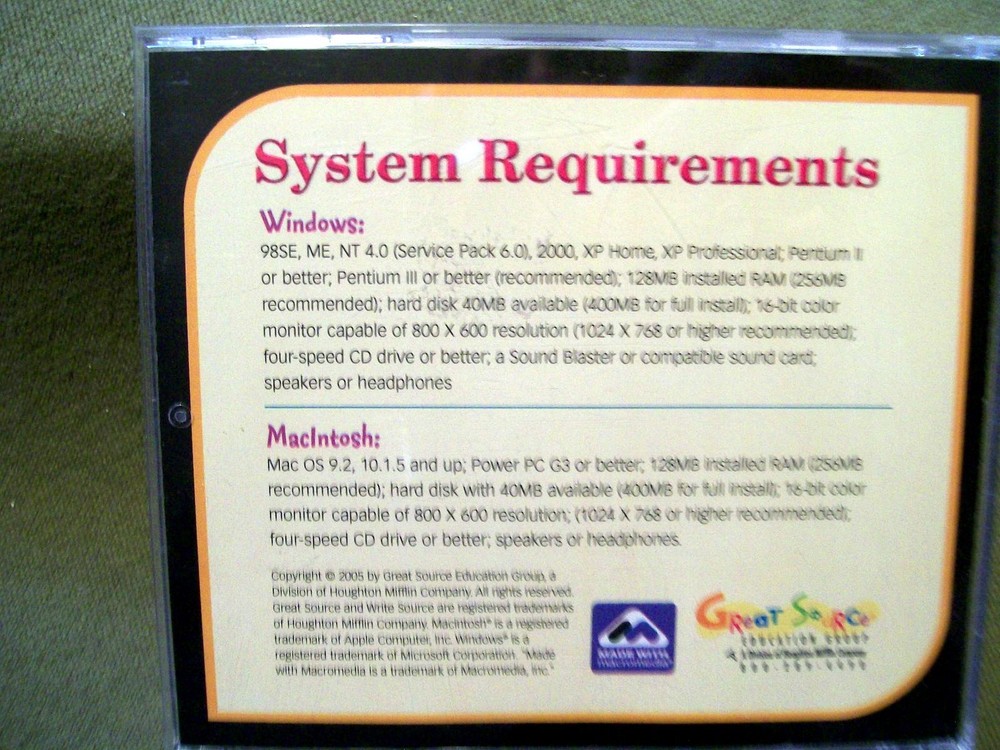 System Requirements
Windows:
98SE, ME, NT 4.0 (Service Pack 6.0), 2000, XP Home, XP Professional; Pentium II
or better; Pentium III or better (recommended); 128MB installed RAM (256MB
recommended); hard disk 40MB available (400MB for full install); 16-bit color
monitor capable of 800 X 600 resolution (1024 X 768 or higher recommended);
four-speed CD drive or better; a Sound Blaster or compatible sound card;
speakers or headphones
MacIntosh:
Mac OS 9.2, 10.1.5 and up; Power PC G3 or better; 128MB installed RAM (256MB
recommended); hard disk with 40MB available (400MB for full install); 16-bit color
monitor capable of 800 X 600 resolution; (1024 X 768 or higher recommended);
four-speed CD drive or better; speakers or headphones.
Copyright © 2005 by Great Source Education Group, a
Division of Houghton Mifflin Company. All rights reserved.
Great Source and Write Source are registered trademarks
of Houghton Mifflin Company. Macintosh® is a registered
trademark of Apple Computer, Inc. Windows® is a
registered trademark of Microsoft Corporation. "Made
with Macromedia is a trademark of Macromedia, Inc."
MADE WITH
macromedia
GReaT SouRCe
EDUCATION GROUP
A Division of Houghton Mifflin Company